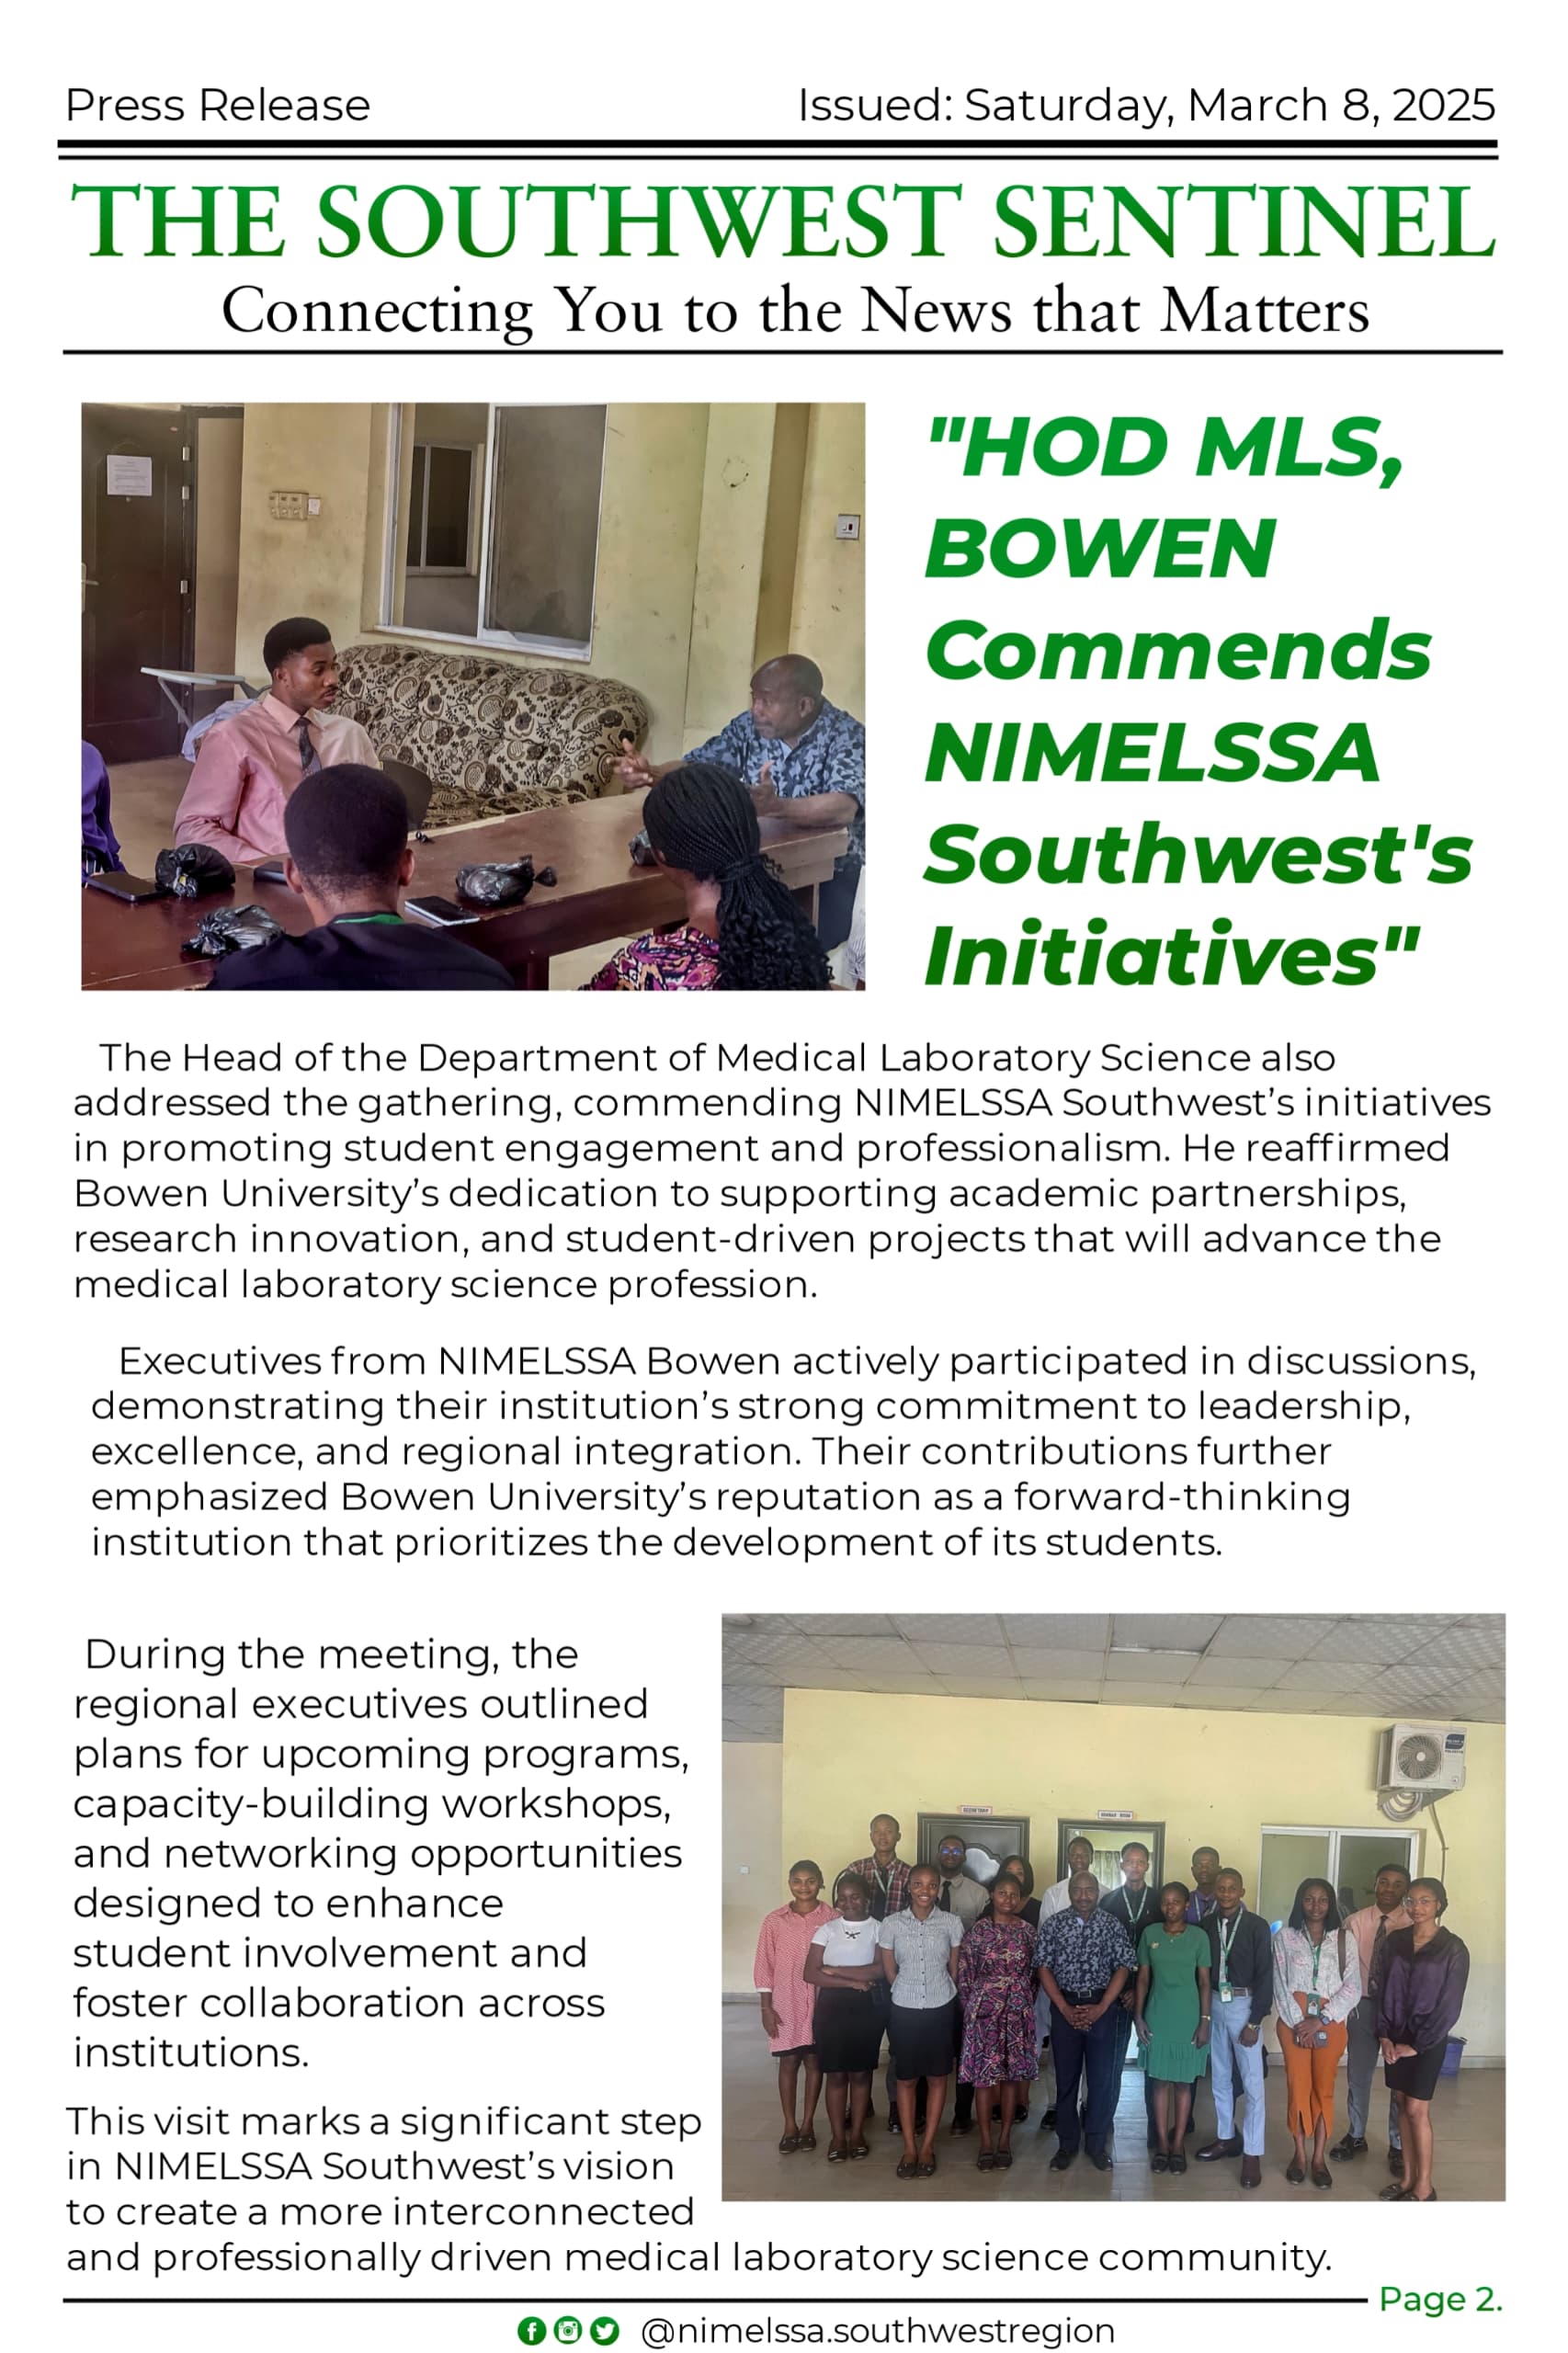 Press Release
Issued: Saturday, March 8, 2025
THE SOUTHWEST SENTINEL
Connecting You to the News that Matters
"HOD MLS,
BOWEN
Commends
NIMELSSA
Southwest's
Initiatives"
The Head of the Department of Medical Laboratory Science also
addressed the gathering, commending NIMELSSA Southwest’s initiatives
in promoting student engagement and professionalism. He reaffirmed
Bowen University’s dedication to supporting academic partnerships,
research innovation, and student-driven projects that will advance the
medical laboratory science profession.
Executives from NIMELSSA Bowen actively participated in discussions,
demonstrating their institution’s strong commitment to leadership,
excellence, and regional integration. Their contributions further
emphasized Bowen University’s reputation as a forward-thinking
institution that prioritizes the development of its students.
During the meeting, the
regional executives outlined
plans for upcoming programs,
capacity-building workshops,
and networking opportunities
designed to enhance
student involvement and
foster collaboration across
institutions.
SECRETARY
SEMINAR ROOM
This visit marks a significant step
in NIMELSSA Southwest’s vision
to create a more interconnected
and professionally driven medical laboratory science community.
Page 2.
@nimelssa.southwestregion